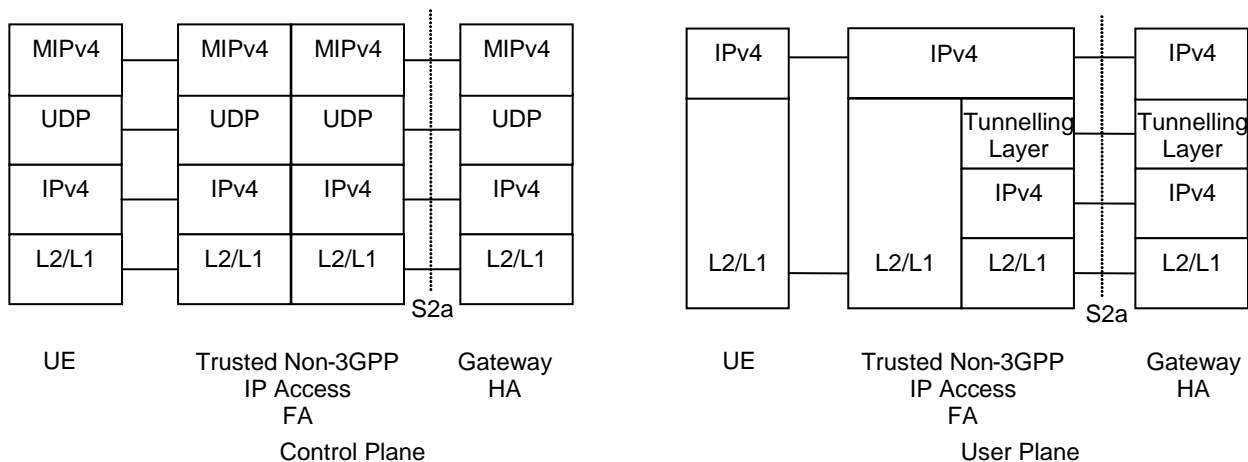 MIPv4 MIPv4 MIPv4 MIPv4
UDP UDP UDP UDP
IPv4 IPv4 IPv4 IPv4
L2/L1 L2/L1 L2/L1 L2/L1
S2a
UE
Trusted Non-3GPP
IP Access
FA
Gateway
HA
Control Plane
IPv4 IPv4 IPv4
Tunnelling
Layer
Tunnelling
Layer
IPv4 IPv4
L2/L1 L2/L1 L2/L1 L2/L1
S2a
UE
Trusted Non-3GPP
IP Access
FA
Gateway
HA
User Plane